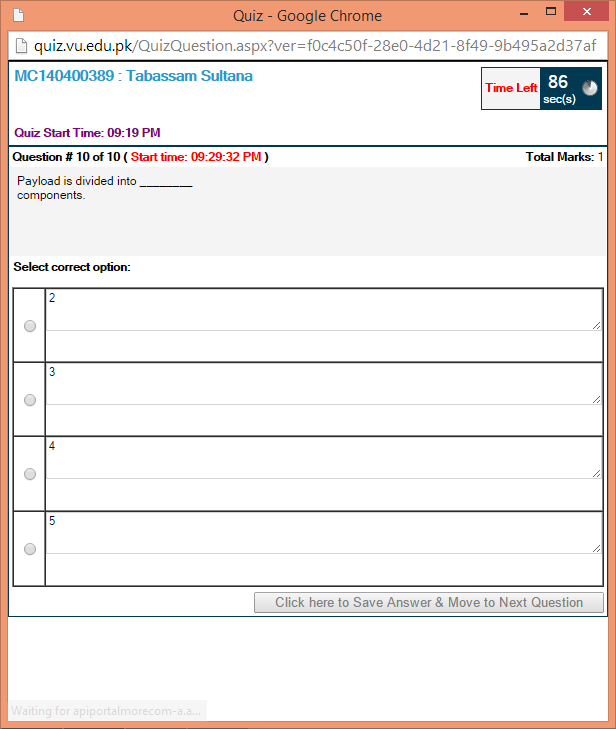 Quiz - Google Chrome
quiz.vu.edu.pk/QuizQuestion.aspx?ver=f0c4c50f-28e0-4d21-8f49-9b495a2d37af
MC140400389 : Tabassam Sultana
Time Left 86
sec(s)
Quiz Start Time: 09:19 PM
Question # 10 of 10 ( Start time: 09:29:32 PM ) Total Marks: 1
Payload is divided into ________
components.
Select correct option:
2
3
4
5
Click here to Save Answer & Move to Next Question
Waiting for apiportalmorecom-a.a...